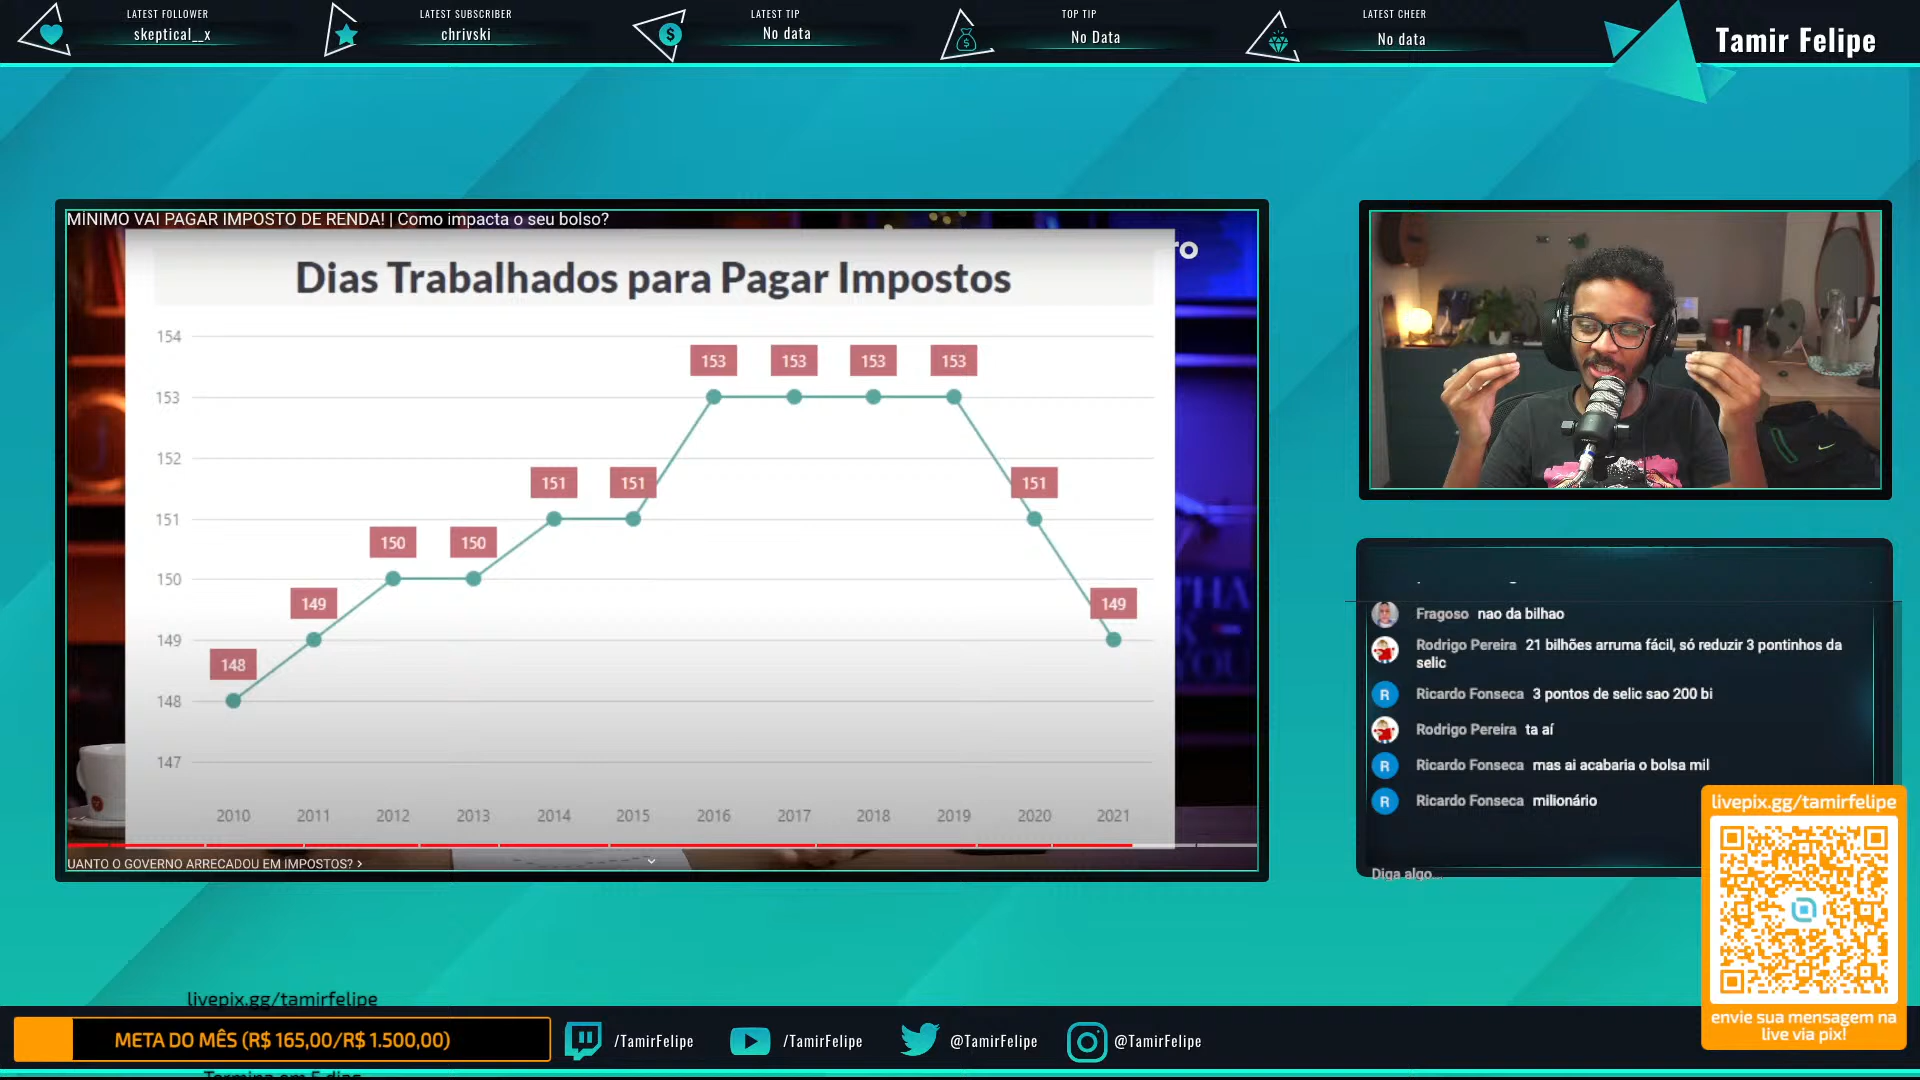 LATEST FOLLOWER
skeptical__x
LATEST SUBSCRIBER
chrivski
LATEST TIP
No data
TOP TIP
No Data
LATEST CHEER
No data
Tamir Felipe
MINIMO VAI PAGAR IMPOSTO DE RENDA! | Como impacta o seu bolso?
ro
Dias Trabalhados para Pagar Impostos
154
153
152
151
150
149
148
147
148
149
150
150
151
151
153
153
153
153
151
149
2010
2011
2012
2013
2014
2015
2016
2017
2018
2019
2020
2021
UANTO O GOVERNO ARRECADOU EM IMPOSTOS? >
Fragoso nao da bilhao
Rodrigo Pereira 21 bilhões arruma fácil, só reduzir 3 pontinhos da
selic
R Ricardo Fonseca 3 pontos de selic sao 200 bi
Rodrigo Pereira ta aí
R Ricardo Fonseca mas ai acabaria o bolsa mil
R Ricardo Fonseca milionário
Diga algo...
livepix.gg/tamirfelipe
envie sua mensagem na
live via pix!
livepix.gg/tamirfelipe
META DO MÊS (R$ 165,00/R$ 1.500,00)
Termina em 5 dias
/TamirFelipe
/TamirFelipe
@TamirFelipe
@TamirFelipe